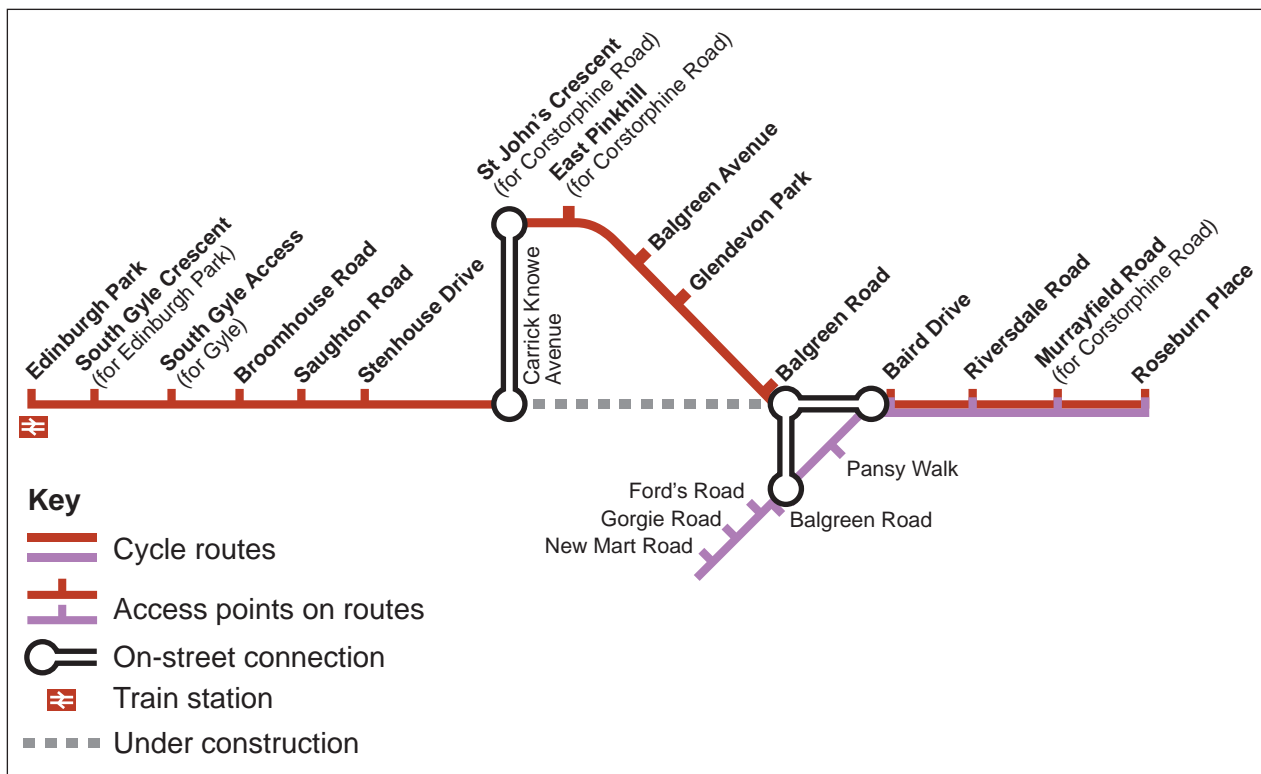 Edinburgh Park
South Gyle Crescent
(for Edinburgh Park)
South Gyle Access
(for Gyle)
Broomhouse Road
Saughton Road
Stenhouse Drive
Carrick Knowe
Avenue
St John's Crescent
(for Corstorphine Road)
East Pinkhill
(for Corstorphine Road)
Balgreen Avenue
Glendevon Park
Balgreen Road
Baird Drive
Riversdale Road
Murrayfield Road
(for Corstorphine Road)
Roseburn Place
Pansy Walk
Ford's Road
Balgreen Road
Gorgie Road
New Mart Road
Key
Cycle routes
Access points on routes
On-street connection
Train station
Under construction